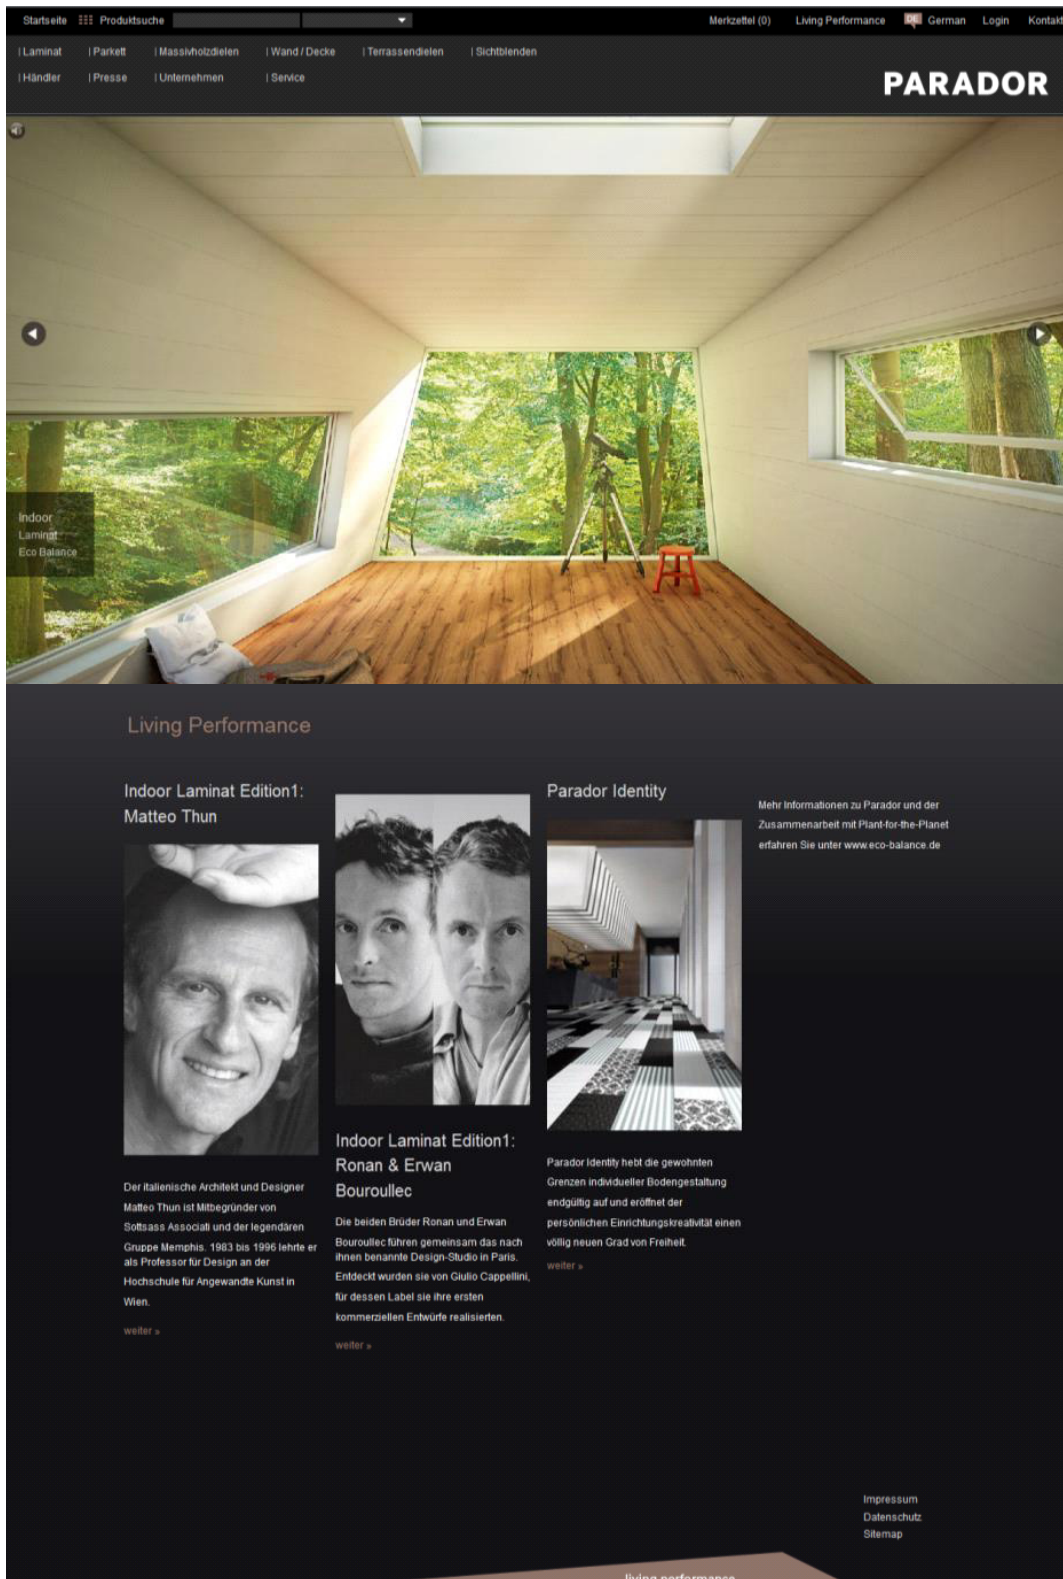 Startseite Produktsuche Merkzettel (0) Living Performance DE German Login Kontakt
| Laminat | Parkett | Massivholzdielen | Wand / Decke | Terrassendielen | Sichtblenden
| Händler | Presse | Unternehmen | Service
PARADOR
Indoor
Laminat
Eco Balance
Living Performance
Indoor Laminat Edition1:
Matteo Thun
Der italienische Architekt und Designer
Matteo Thun ist Mitbegründer von
Sottsass Associati und der legendären
Gruppe Memphis. 1983 bis 1996 lehrte er
als Professor für Design an der
Hochschule für Angewandte Kunst in
Wien.
weiter »
Indoor Laminat Edition1:
Ronan & Erwan
Bouroullec
Die beiden Brüder Ronan und Erwan
Bouroullec führen gemeinsam das nach
ihnen benannte Design-Studio in Paris.
Entdeckt wurden sie von Giulio Cappellini,
für dessen Label sie ihre ersten
kommerziellen Entwürfe realisierten.
weiter »
Parador Identity
Parador Identity hebt die gewohnten
Grenzen individueller Bodengestaltung
endgültig auf und eröffnet der
persönlichen Einrichtungskreativität einen
völlig neuen Grad von Freiheit.
weiter »
Mehr Informationen zu Parador und der
Zusammenarbeit mit Plant-for-the-Planet
erfahren Sie unter www.eco-balance.de
Impressum
Datenschutz
Sitemap
living performance